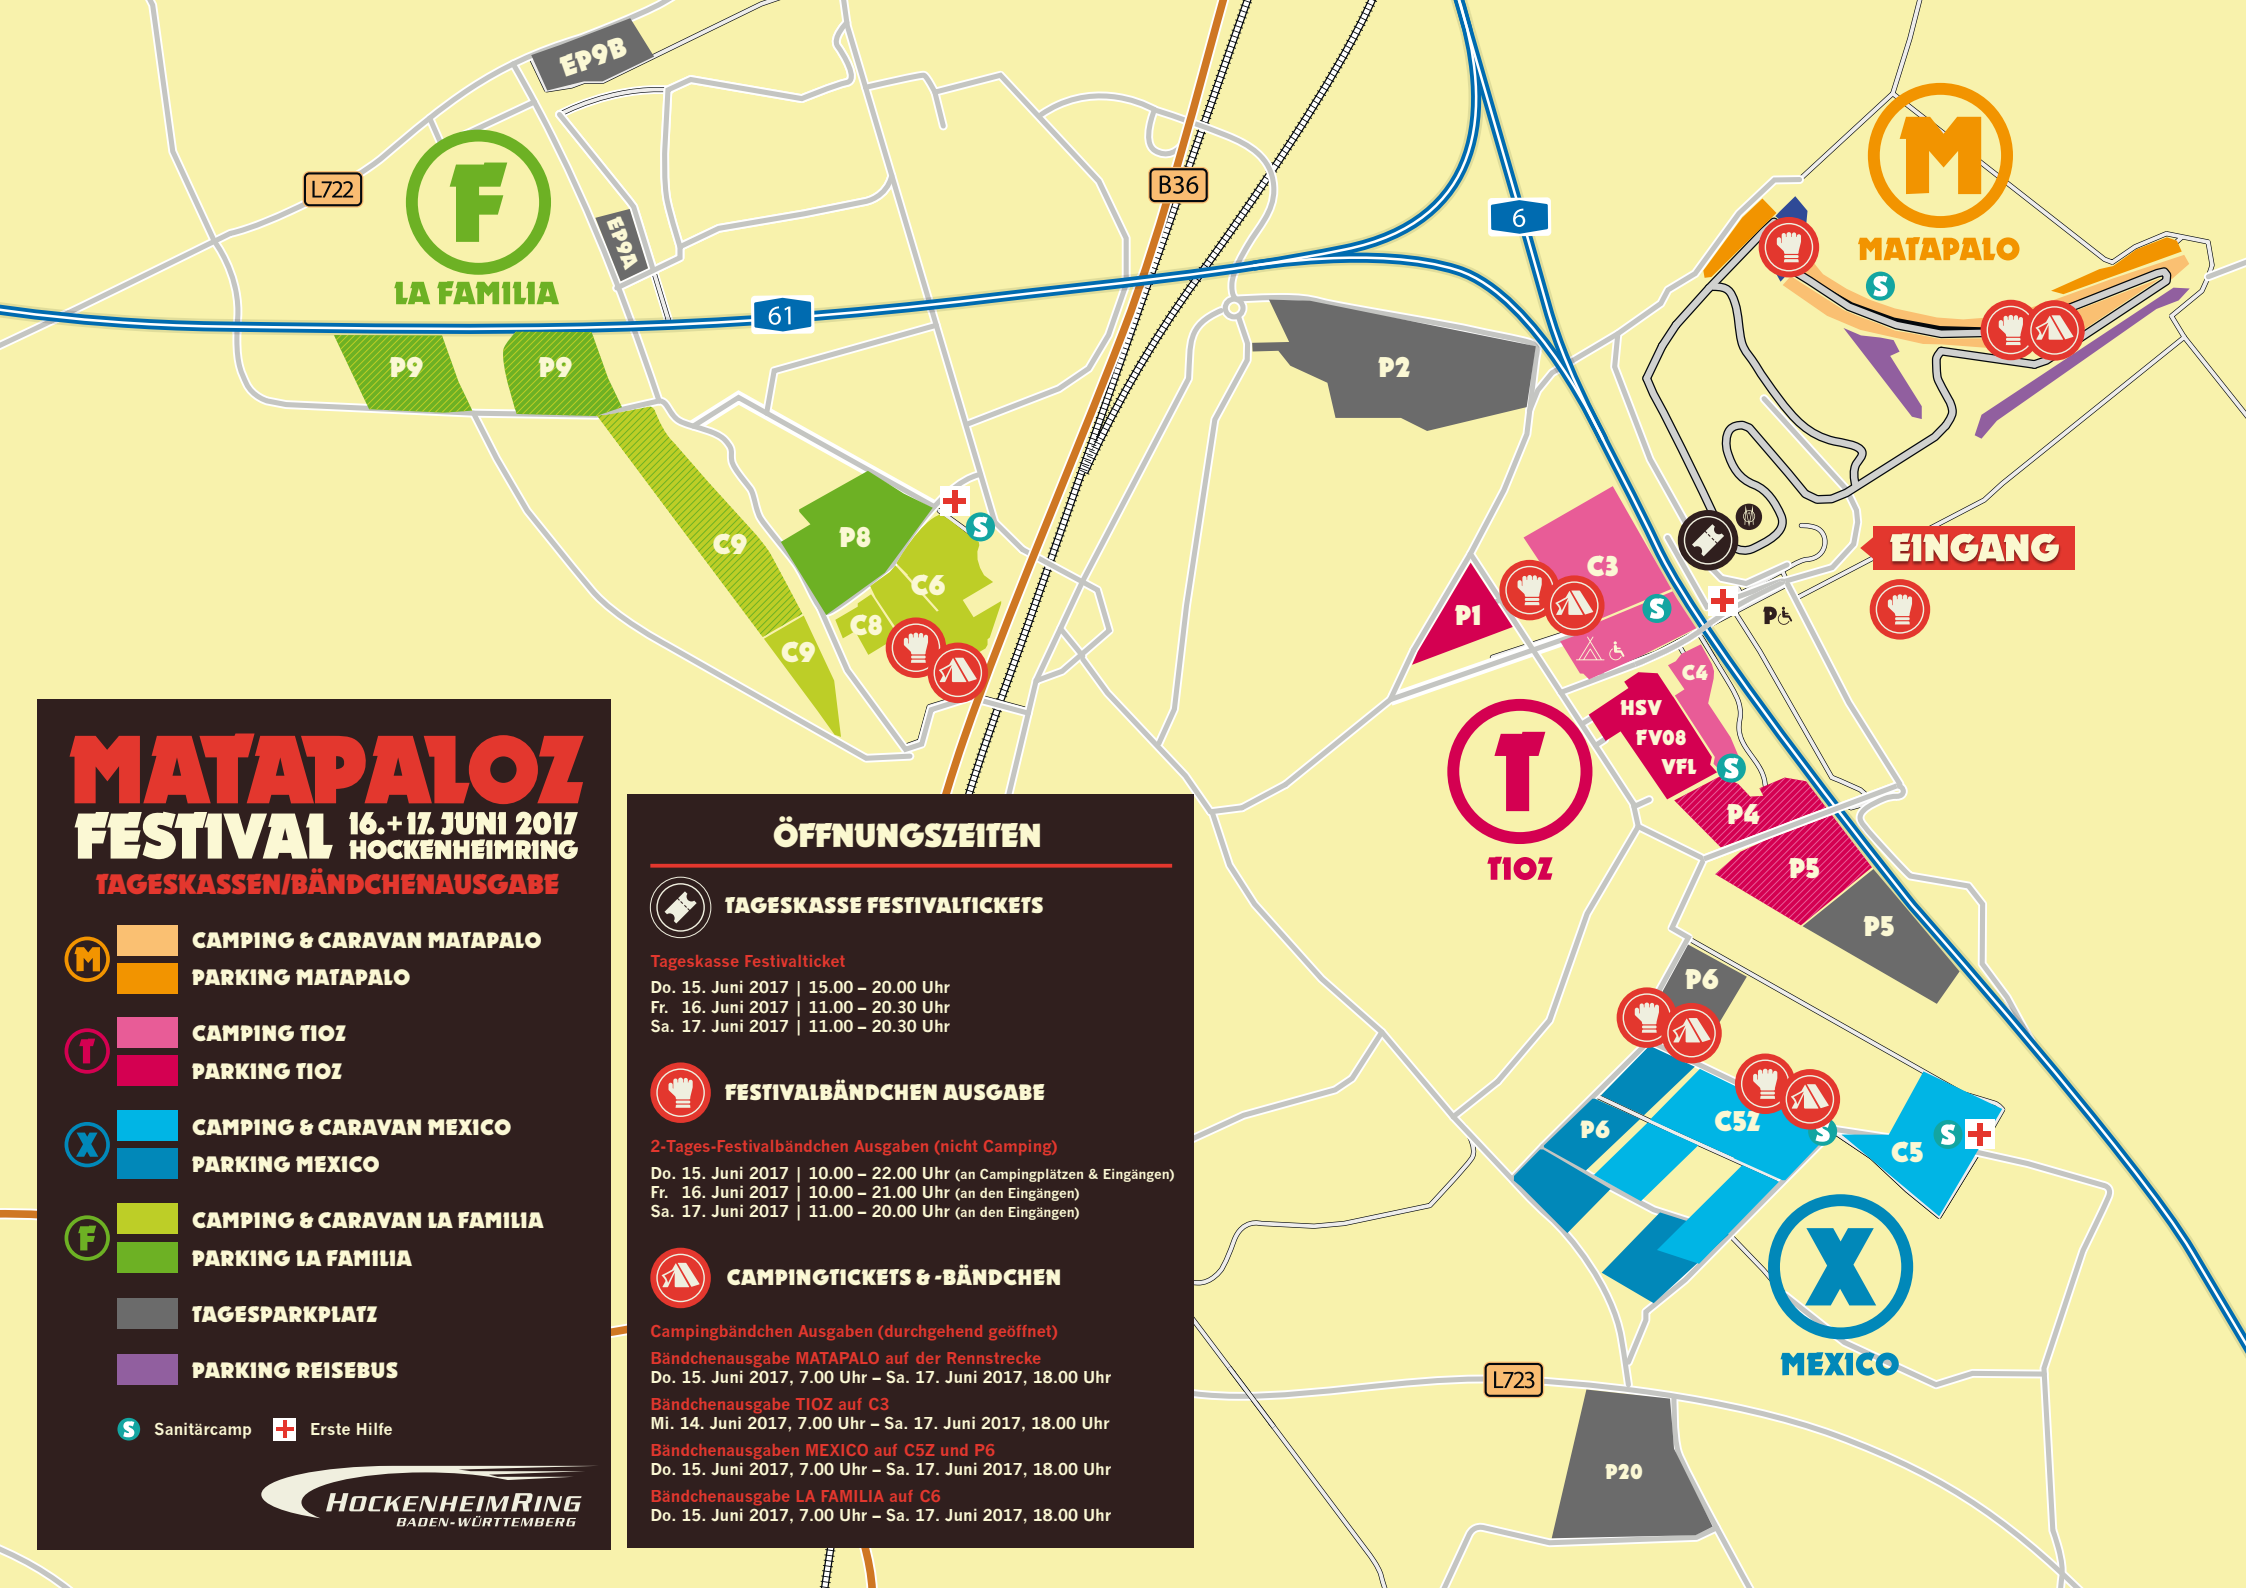 EP9B
L722
F
LA FAMILIA
EP9A
B36
6
M
MATAPALO
S
61
P9
P9
P2
C9
P8
S
C6
C8
C9
C3
P1
S
EINGANG
P
C4
HSV
FV08
VFL
S
T
TIOZ
P4
P5
P5
P6
C5Z
S
P6
C5
S
X
MEXICO
L723
P20
MATAPALOZ
FESTIVAL
16.+17. JUNI 2017
HOCKENHEIMRING
TAGESKASSEN/BÄNDCHENAUSGABE
M
CAMPING & CARAVAN MATAPALO
PARKING MATAPALO
T
CAMPING TIOZ
PARKING TIOZ
X
CAMPING & CARAVAN MEXICO
PARKING MEXICO
F
CAMPING & CARAVAN LA FAMILIA
PARKING LA FAMILIA
TAGESPARKPLATZ
PARKING REISEBUS
S Sanitärcamp Erste Hilfe
HOCKENHEIMRING
BADEN-WÜRTTEMBERG
ÖFFNUNGSZEITEN
TAGESKASSE FESTIVALTICKETS
Tageskasse Festivalticket
Do. 15. Juni 2017 | 15.00 – 20.00 Uhr
Fr. 16. Juni 2017 | 11.00 – 20.30 Uhr
Sa. 17. Juni 2017 | 11.00 – 20.30 Uhr
FESTIVALBÄNDCHEN AUSGABE
2-Tages-Festivalbändchen Ausgaben (nicht Camping)
Do. 15. Juni 2017 | 10.00 – 22.00 Uhr (an Campingplätzen & Eingängen)
Fr. 16. Juni 2017 | 10.00 – 21.00 Uhr (an den Eingängen)
Sa. 17. Juni 2017 | 11.00 – 20.00 Uhr (an den Eingängen)
CAMPINGTICKETS & -BÄNDCHEN
Campingbändchen Ausgaben (durchgehend geöffnet)
Bändchenausgabe MATAPALO auf der Rennstrecke
Do. 15. Juni 2017, 7.00 Uhr – Sa. 17. Juni 2017, 18.00 Uhr
Bändchenausgabe TIOZ auf C3
Mi. 14. Juni 2017, 7.00 Uhr – Sa. 17. Juni 2017, 18.00 Uhr
Bändchenausgaben MEXICO auf C5Z und P6
Do. 15. Juni 2017, 7.00 Uhr – Sa. 17. Juni 2017, 18.00 Uhr
Bändchenausgabe LA FAMILIA auf C6
Do. 15. Juni 2017, 7.00 Uhr – Sa. 17. Juni 2017, 18.00 Uhr